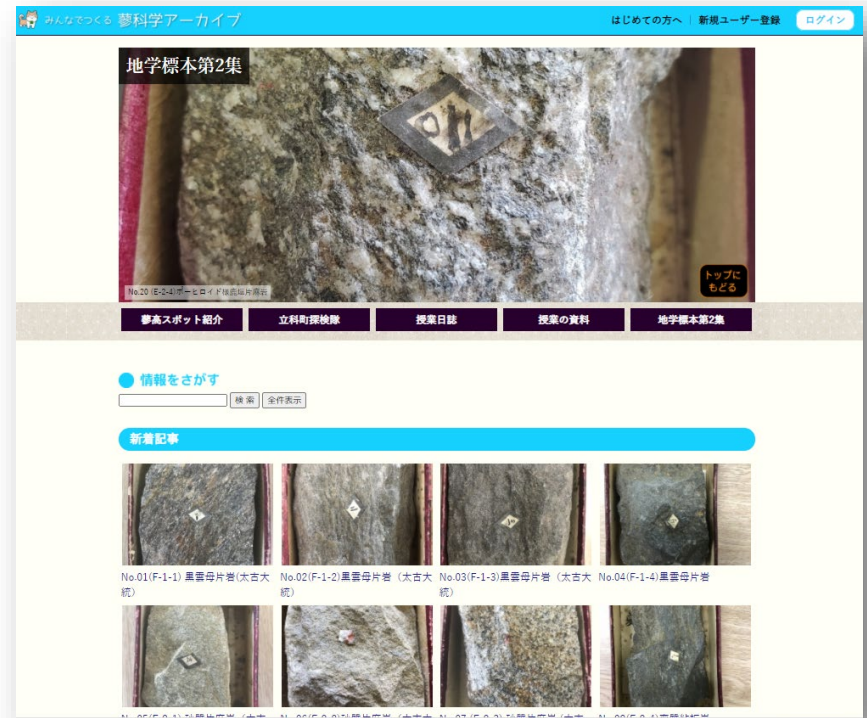 みんなでつくる 蓼科学アーカイブ
はじめての方へ | 新規ユーザー登録 ログイン
地学標本第2集
トップに
もどる
No.20 (E-2-4)
蓼高スポット紹介 立科町探検隊 授業日誌 授業の資料 地学標本第2集
情報をさがす
検 索 全件表示
新着記事
No.01(F-1-1) 黒雲母片岩(太古大統)
No.02(F-1-2)黒雲母片岩（太古大統）
No.03(F-1-3)黒雲母片岩（太古大統）
No.04(F-1-4)黒雲母片岩